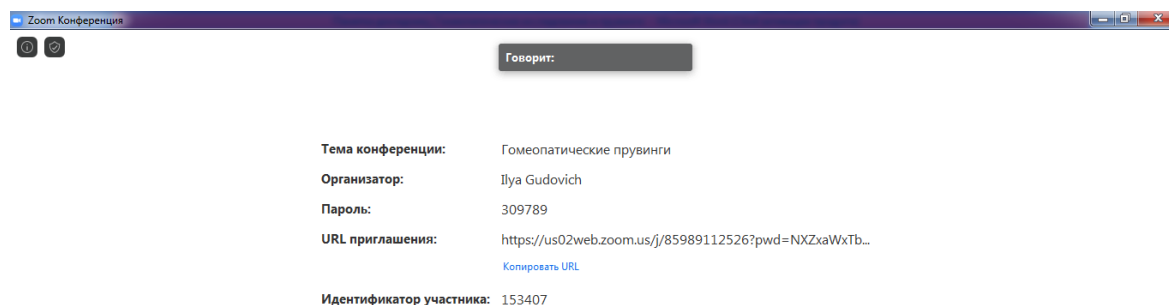 Zoom Конференция
Говорит:
Тема конференции: Гомеопатические прувинги
Организатор: Ilya Gudovich
Пароль: 309789
URL приглашения: https://us02web.zoom.us/j/85989112526?pwd=NXZxaWxTb...
Копировать URL
Идентификатор участника: 153407